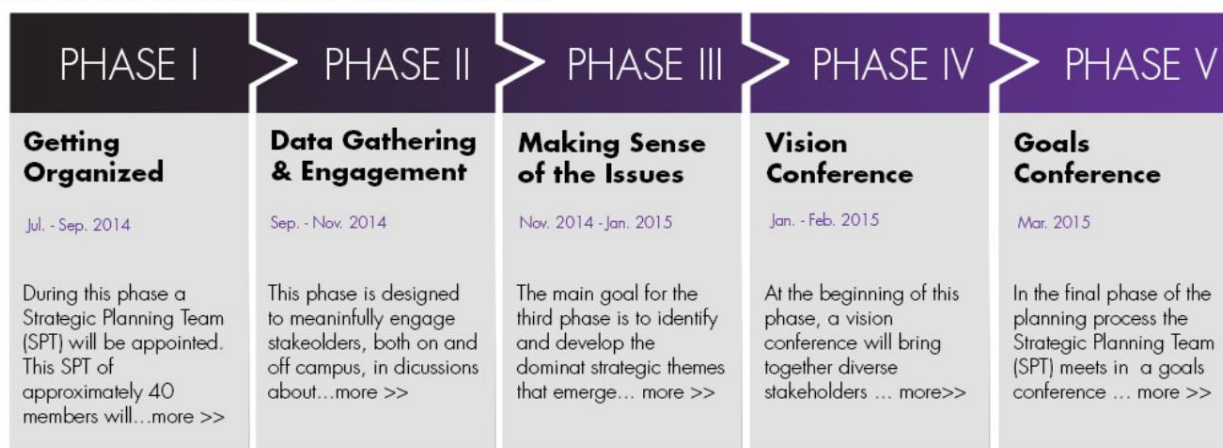 PHASE I
PHASE II
PHASE III
PHASE IV
PHASE V
Getting
Organized
Jul. - Sep. 2014
During this phase a
Strategic Planning Team
(SPT) will be appointed.
This SPT of
approximately 40
members will...more >>
Data Gathering
& Engagement
Sep. - Nov. 2014
This phase is designed
to meaninfully engage
stakeolders, both on and
off campus, in dicussions
about...more >>
Making Sense
of the Issues
Nov. 2014 - Jan. 2015
The main goal for the
third phase is to identify
and develop the
dominat strategic themes
that emerge... more >>
Vision
Conference
Jan. - Feb. 2015
At the beginning of this
phase, a vision
conference will bring
together diverse
stakeholders ... more>>
Goals
Conference
Mar. 2015
In the final phase of the
planning process the
Strategic Planning Team
(SPT) meets in a goals
conference ... more >>